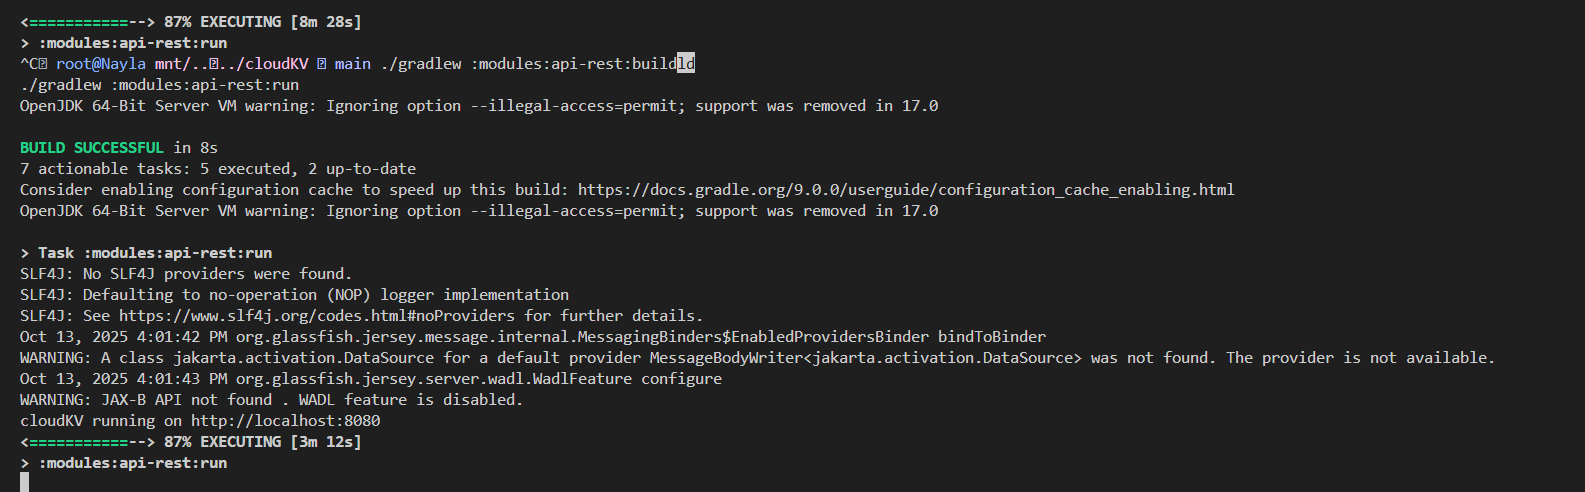 <===========--> 87% EXECUTING [8m 28s]
> :modules:api-rest:run
^C root@Nayla mnt/..../cloudKV main ./gradlew :modules:api-rest:buildld
./gradlew :modules:api-rest:run
OpenJDK 64-Bit Server VM warning: Ignoring option --illegal-access=permit; support was removed in 17.0
BUILD SUCCESSFUL in 8s
7 actionable tasks: 5 executed, 2 up-to-date
Consider enabling configuration cache to speed up this build: https://docs.gradle.org/9.0.0/userguide/configuration_cache_enabling.html
OpenJDK 64-Bit Server VM warning: Ignoring option --illegal-access=permit; support was removed in 17.0
> Task :modules:api-rest:run
SLF4J: No SLF4J providers were found.
SLF4J: Defaulting to no-operation (NOP) logger implementation
SLF4J: See https://www.slf4j.org/codes.html#noProviders for further details.
Oct 13, 2025 4:01:42 PM org.glassfish.jersey.message.internal.MessagingBinders$EnabledProvidersBinder bindToBinder
WARNING: A class jakarta.activation.DataSource for a default provider MessageBodyWriter<jakarta.activation.DataSource> was not found. The provider is not available.
Oct 13, 2025 4:01:43 PM org.glassfish.jersey.server.wadl.WadlFeature configure
WARNING: JAX-B API not found . WADL feature is disabled.
cloudKV running on http://localhost:8080
<===========--> 87% EXECUTING [3m 12s]
> :modules:api-rest:run